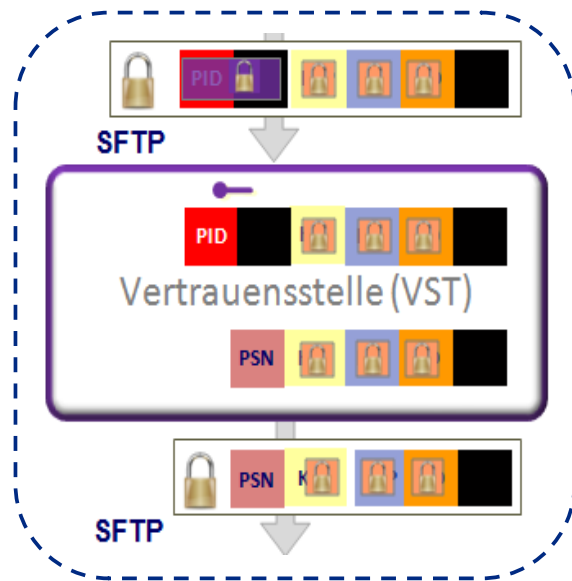 PID
SFTP
PID
Vertrauensstelle (VST)
PSN
PSN K P
SFTP